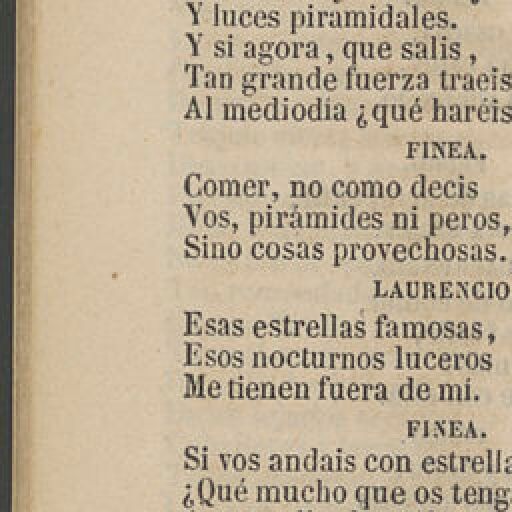 Y luces piramidales.
Y si agora, que salis,
Tan grande fuerza traeis
Al mediodía ¿qué haréis
FINEA.
Comer, no como decis
Vos, pirámides ni peros,
Sino cosas provechosas.
LAURENCIO
Esas estrellas famosas,
Esos nocturnos luceros
Me tienen fuera de mí.
FINEA.
Si vos andais con estrella
¿Qué mucho que os teng